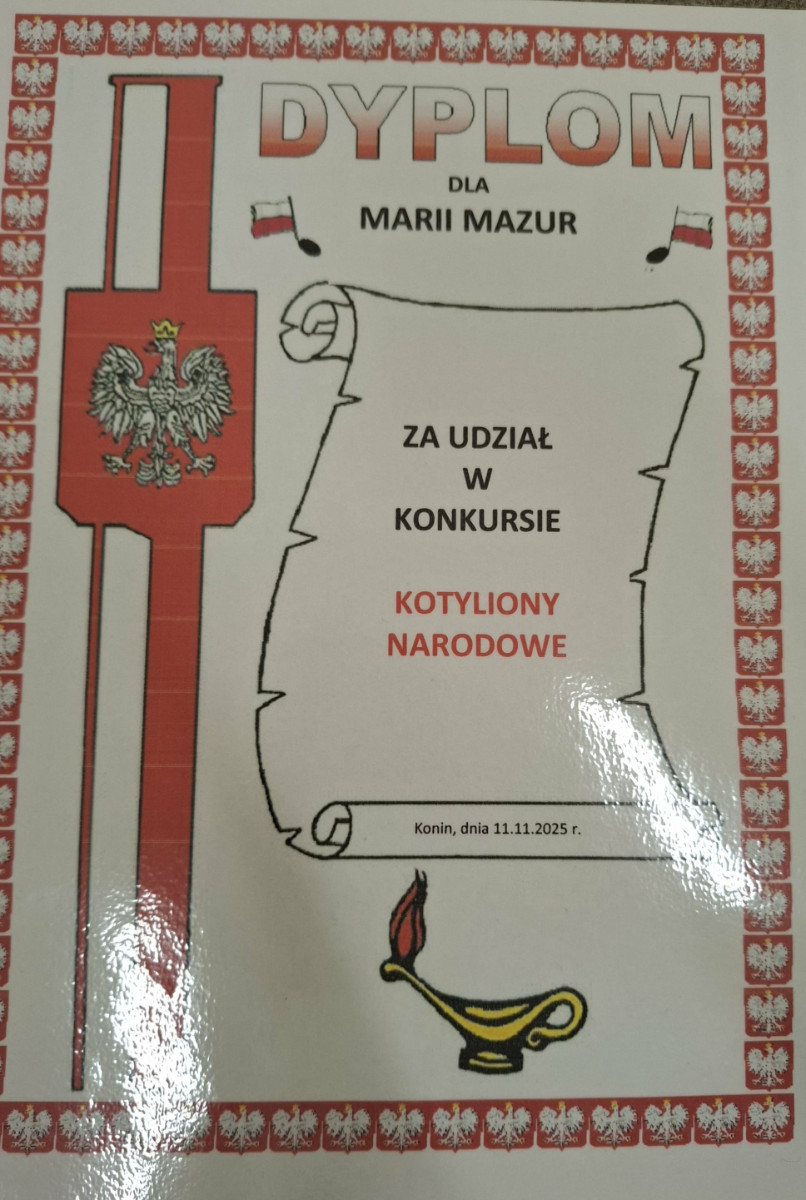 DYPLOM
DLA
MARII MAZUR
ZA UDZIAŁ
W
KONKURSIE
KOTYLIONY
NARODOWE
Konin, dnia 11.11.2025 r.